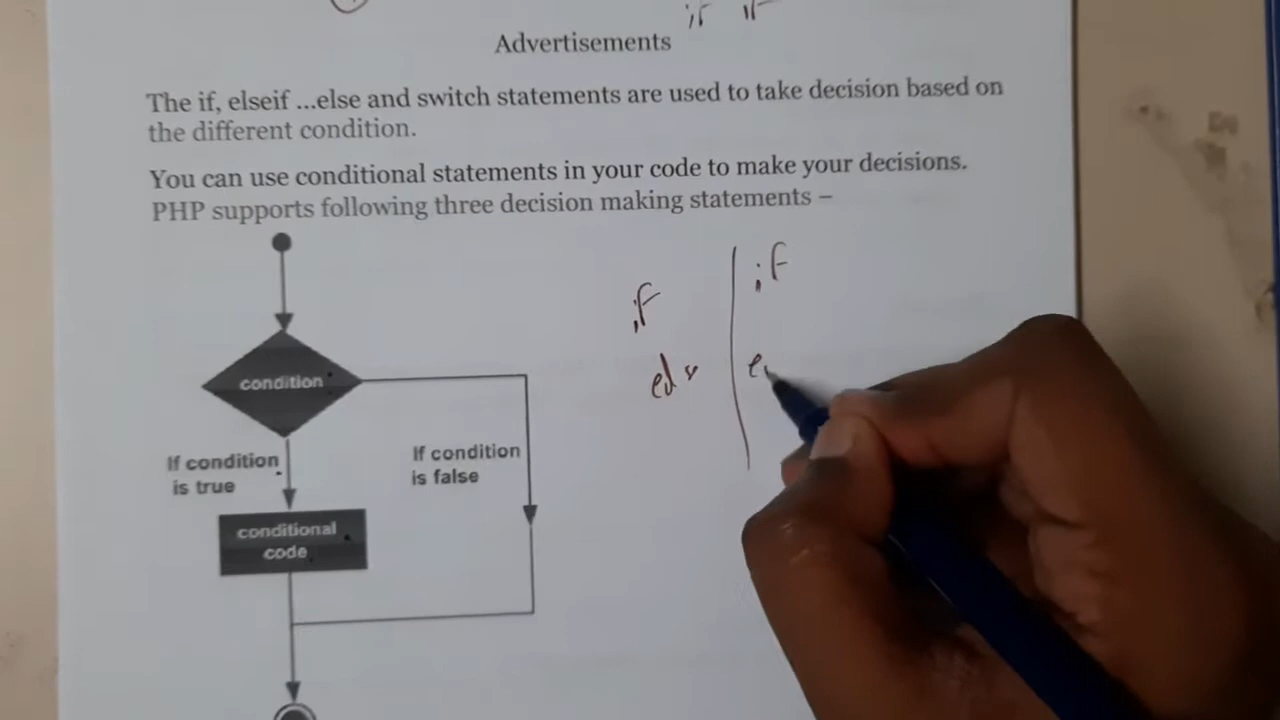 if if
Advertisements
The if, elseif ...else and switch statements are used to take decision based on
the different condition.
You can use conditional statements in your code to make your decisions.
PHP supports following three decision making statements –
if
if
condition
If condition
is true
If condition
is false
conditional
code